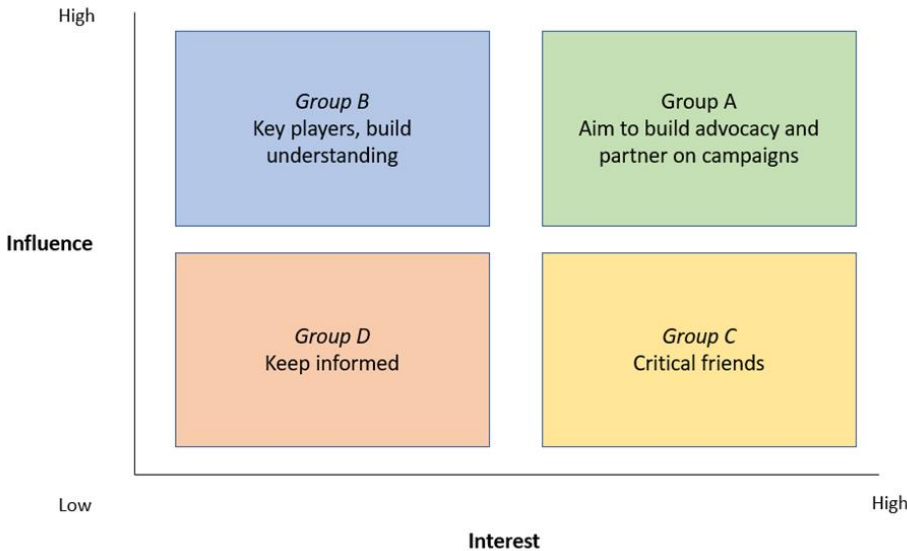 High
Group B
Key players, build
understanding
Group A
Aim to build advocacy and
partner on campaigns
Influence
Group D
Keep informed
Group C
Critical friends
Low
High
Interest